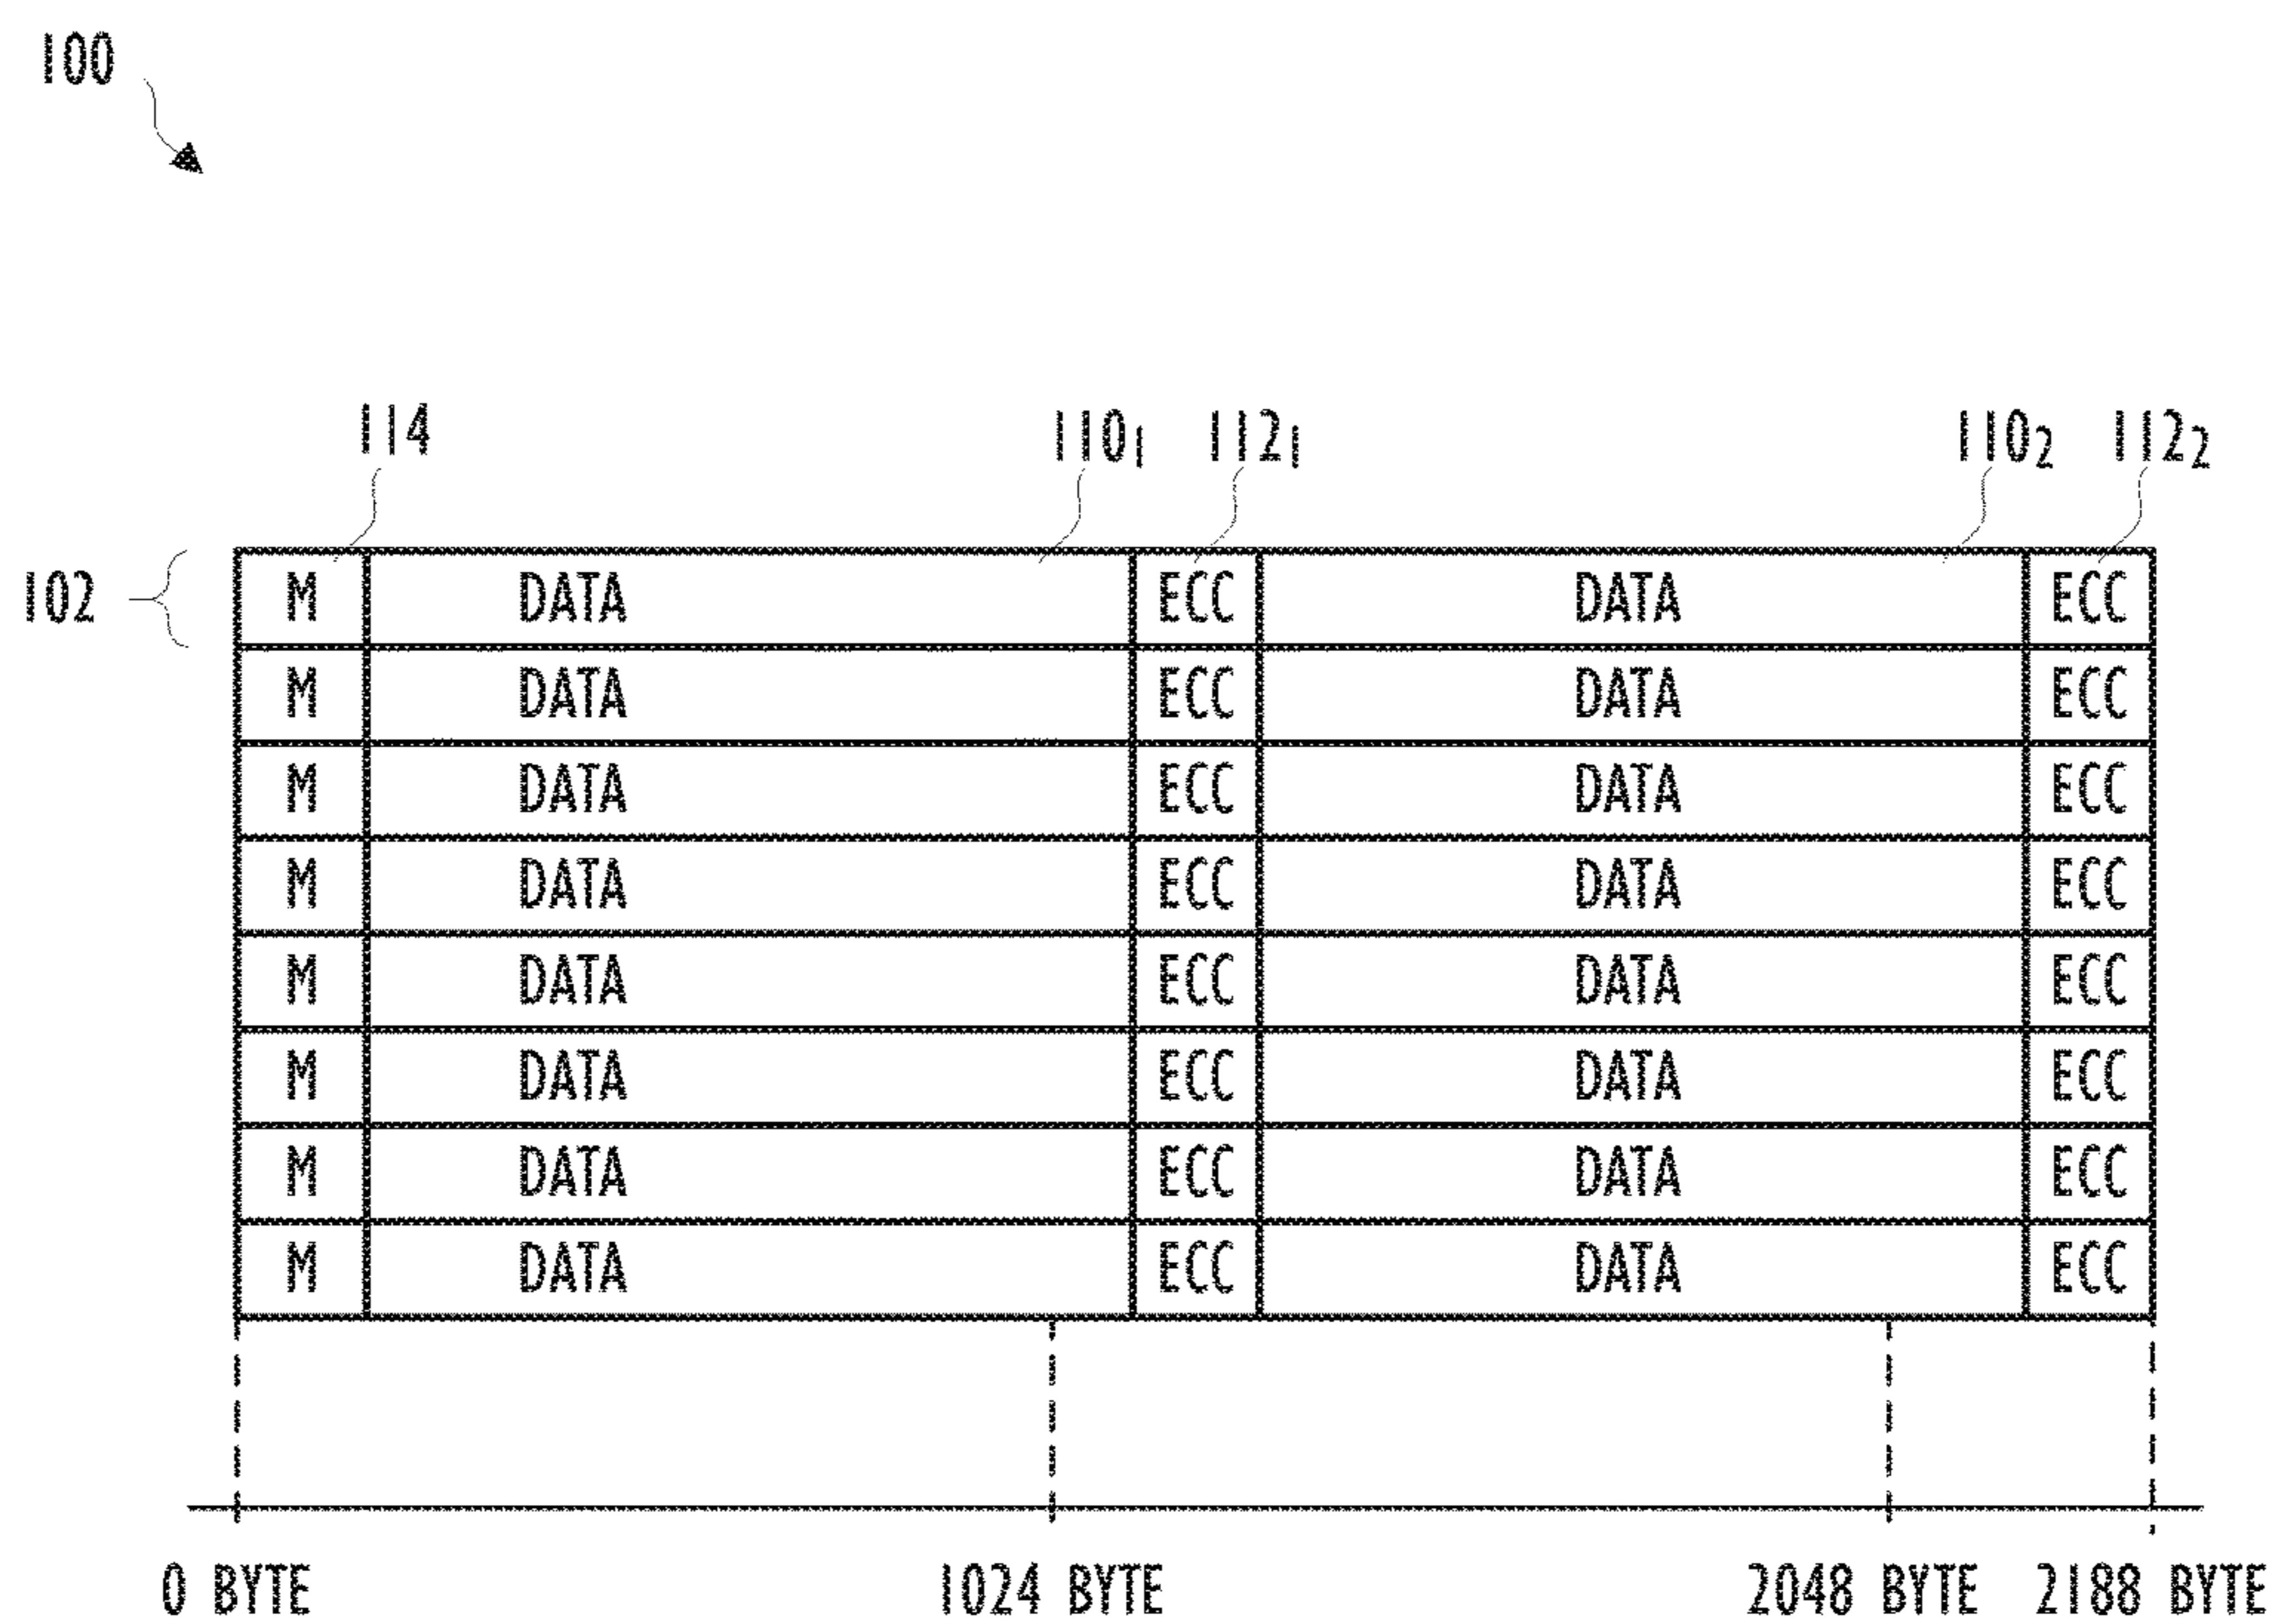 100
114 110₁ 112₁ 110₂ 112₂
102 M DATA ECC DATA ECC
M DATA ECC DATA ECC
M DATA ECC DATA ECC
M DATA ECC DATA ECC
M DATA ECC DATA ECC
M DATA ECC DATA ECC
M DATA ECC DATA ECC
M DATA ECC DATA ECC
0 BYTE 1024 BYTE 2048 BYTE 2188 BYTE